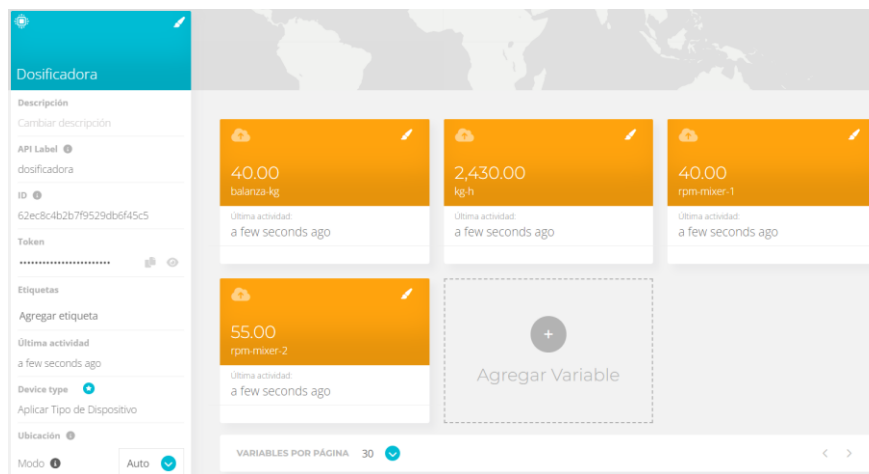 Dosificadora
Descripción
Cambiar descripción
API Label
dosificadora
ID
62ec8c4b2b7f9529db6f45c5
Token
••••••••••••••••••••••••
Etiquetas
Agregar etiqueta
Última actividad
a few seconds ago
Device type
Aplicar Tipo de Dispositivo
Ubicación
Modo Auto
40.00
balanza-kg
Última actividad:
a few seconds ago
2,430.00
kg-h
Última actividad:
a few seconds ago
40.00
rpm-mixer-1
Última actividad:
a few seconds ago
55.00
rpm-mixer-2
Última actividad:
a few seconds ago
Agregar Variable
VARIABLES POR PÁGINA 30